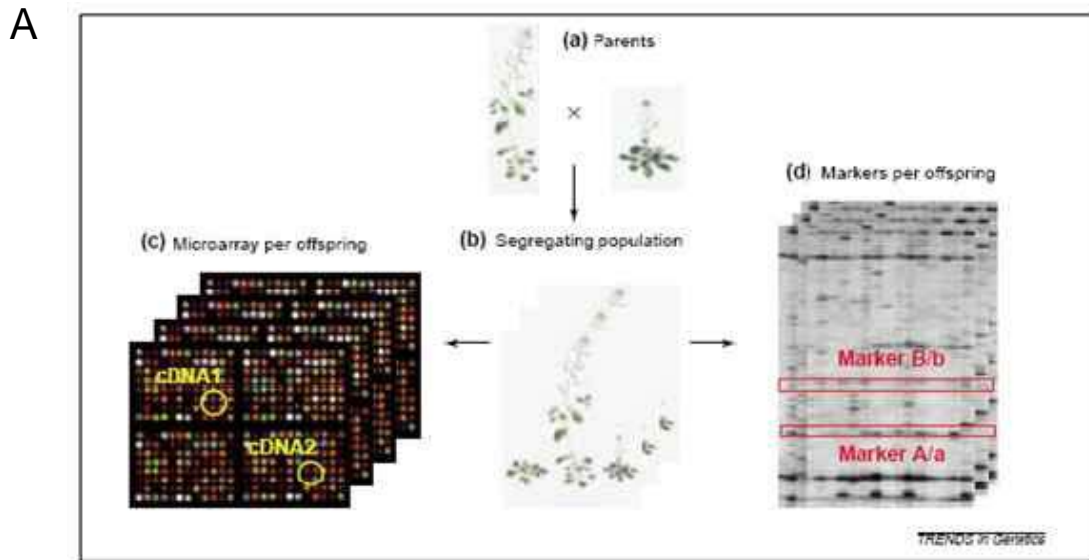 A
(a) Parents
×
(d) Markers per offspring
(c) Microarray per offspring
(b) Segregating population
cDNA1
Marker B/b
cDNA2
Marker A/a
TRENDS in Genetics